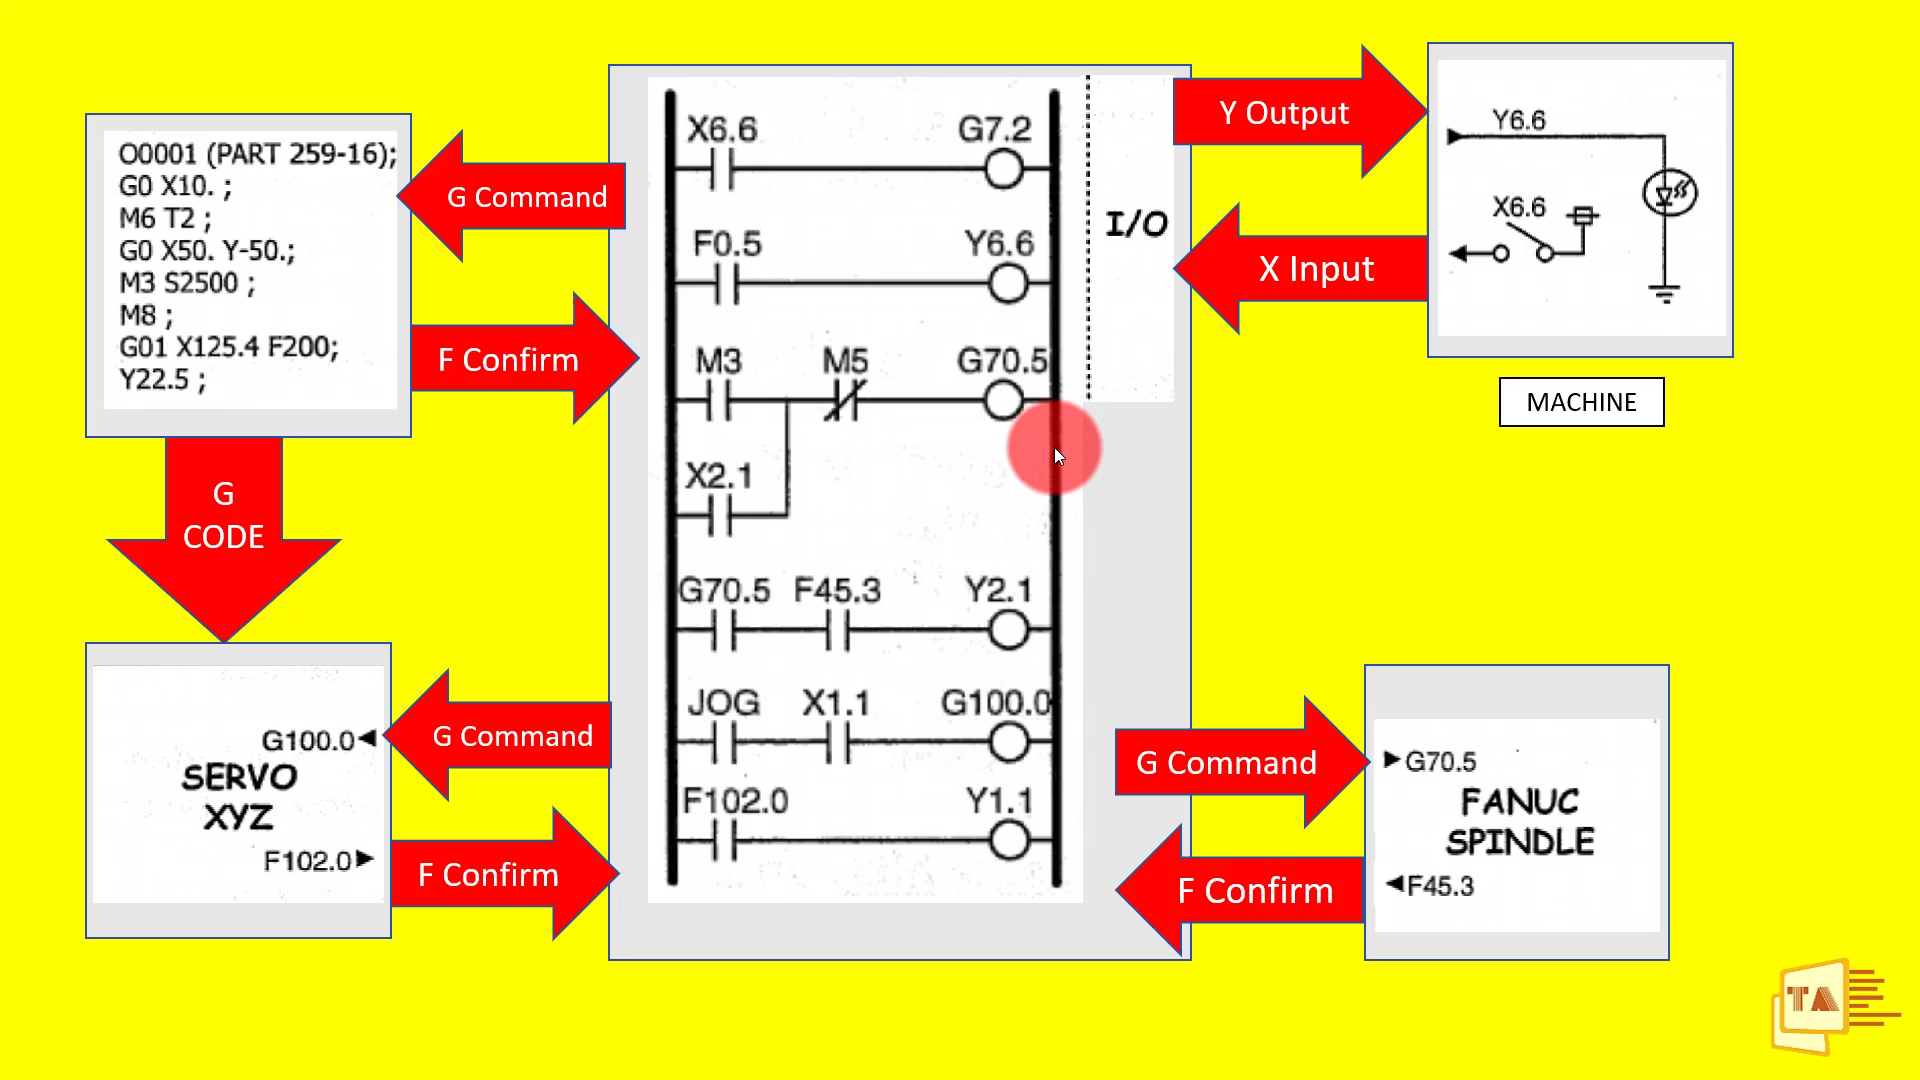 O0001 (PART 259-16);
G0 X10. ;
M6 T2 ;
G0 X50. Y-50.;
M3 S2500 ;
M8 ;
G01 X125.4 F200;
Y22.5 ;
G Command
F Confirm
G
CODE
G100.0
SERVO
XYZ
F102.0
G Command
F Confirm
X6.6 G7.2
F0.5 Y6.6
M3 M5 G70.5
X2.1
G70.5 F45.3 Y2.1
JOG X1.1 G100.0
F102.0 Y1.1
I/O
Y Output
X Input
Y6.6
X6.6
MACHINE
G Command
F Confirm
G70.5
FANUC
SPINDLE
F45.3
TA